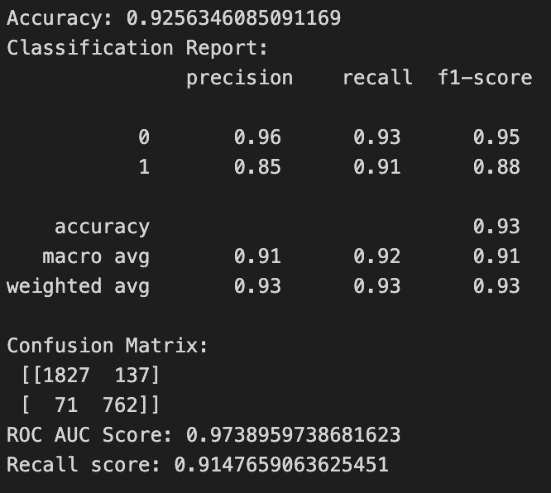 Accuracy: 0.9256346085091169
Classification Report:
precision recall f1-score
0 0.96 0.93 0.95
1 0.85 0.91 0.88
accuracy 0.93
macro avg 0.91 0.92 0.91
weighted avg 0.93 0.93 0.93
Confusion Matrix:
[[1827 137]
[ 71 762]]
ROC AUC Score: 0.9738959738681623
Recall score: 0.9147659063625451